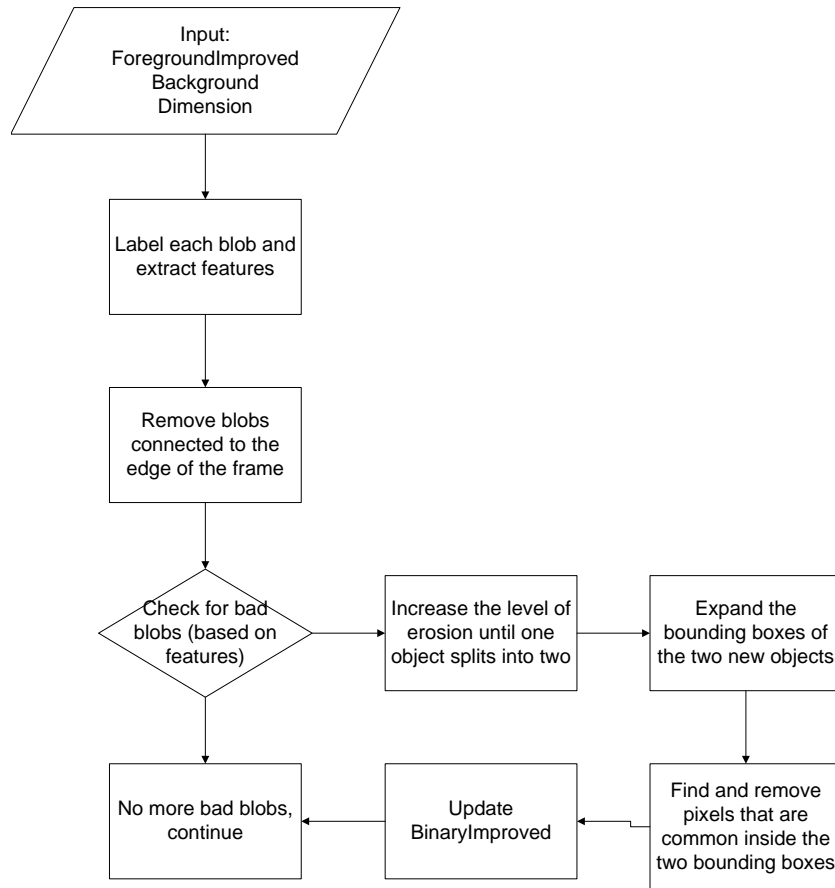 Input:
ForegroundImproved
Background
Dimension
Label each blob and
extract features
Remove blobs
connected to the
edge of the frame
Check for bad
blobs (based on
features)
Increase the level of
erosion until one
object splits into two
Expand the
bounding boxes of
the two new objects
Find and remove
pixels that are
common inside the
two bounding boxes
Update
BinaryImproved
No more bad blobs,
continue